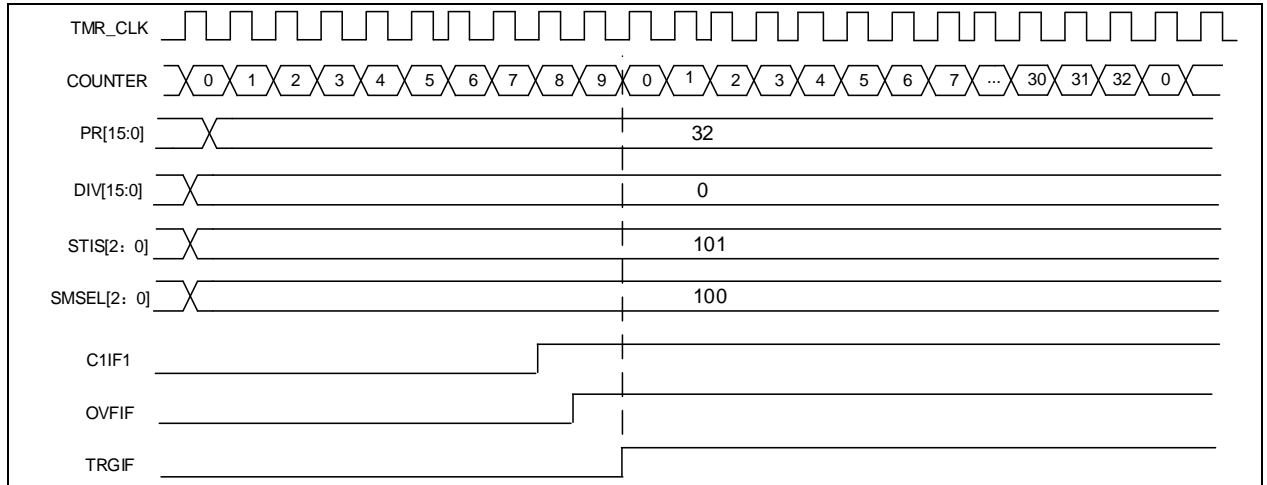 TMR_CLK
COUNTER 0 1 2 3 4 5 6 7 8 9 0 1 2 3 4 5 6 7 ... 30 31 32 0
PR[15:0] 32
DIV[15:0] 0
STIS[2：0] 101
SMSEL[2：0] 100
C1IF1
OVFIF
TRGIF